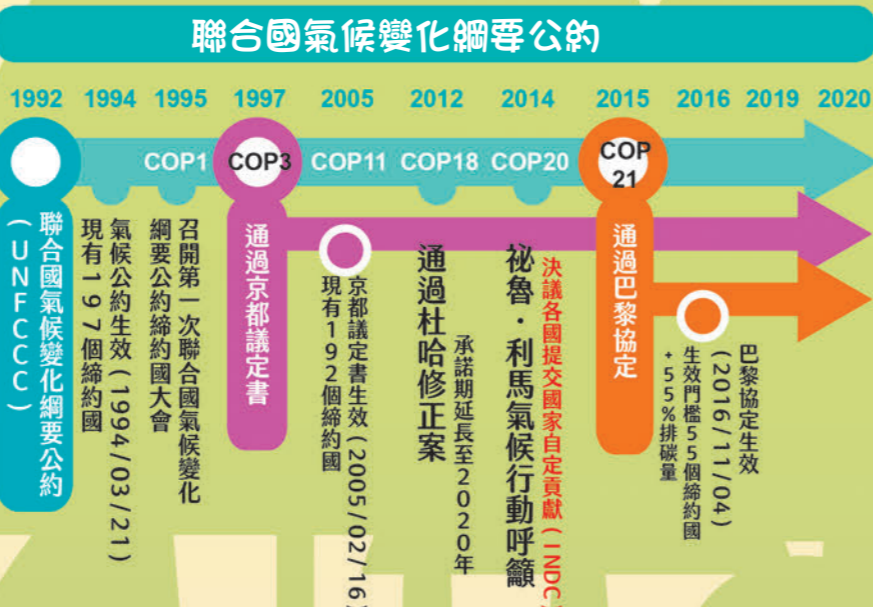 聯合國氣候變化綱要公約
1992 1994 1995 1997 2005 2012 2014 2015 2016 2019 2020
COP1 COP3 COP11 COP18 COP20 COP
21
聯合國氣候變化綱要公約
(UNFCCC)
氣候公約生效(1994/03/21)
現有197個締約國
召開第一次聯合國氣候變化
綱要公約締約國大會
通過京都議定書
京都議定書生效(2005/02/16)
現有192個締約國
通過杜哈修正案
承諾期延長至2020年
祕魯·利馬氣候行動呼籲
決議各國提交國家自定貢獻(INDC)
通過巴黎協定
巴黎協定生效
(2016/11/04)
生效門檻55個締約國
+55%排碳量